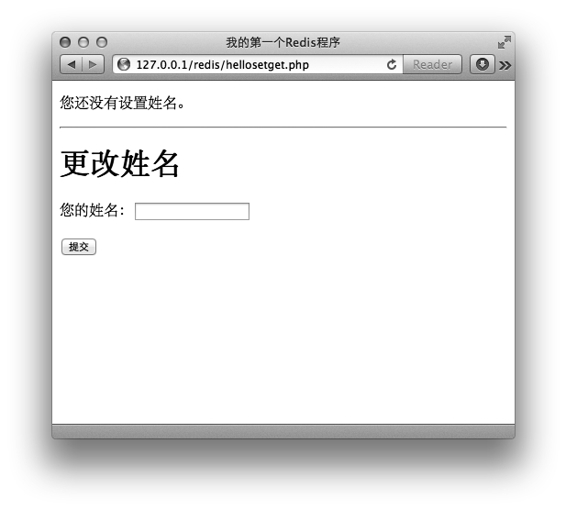 我的第一个Redis程序
127.0.0.1/redis/hellosetget.php
Reader
您还没有设置姓名。
更改姓名
您的姓名：
提交